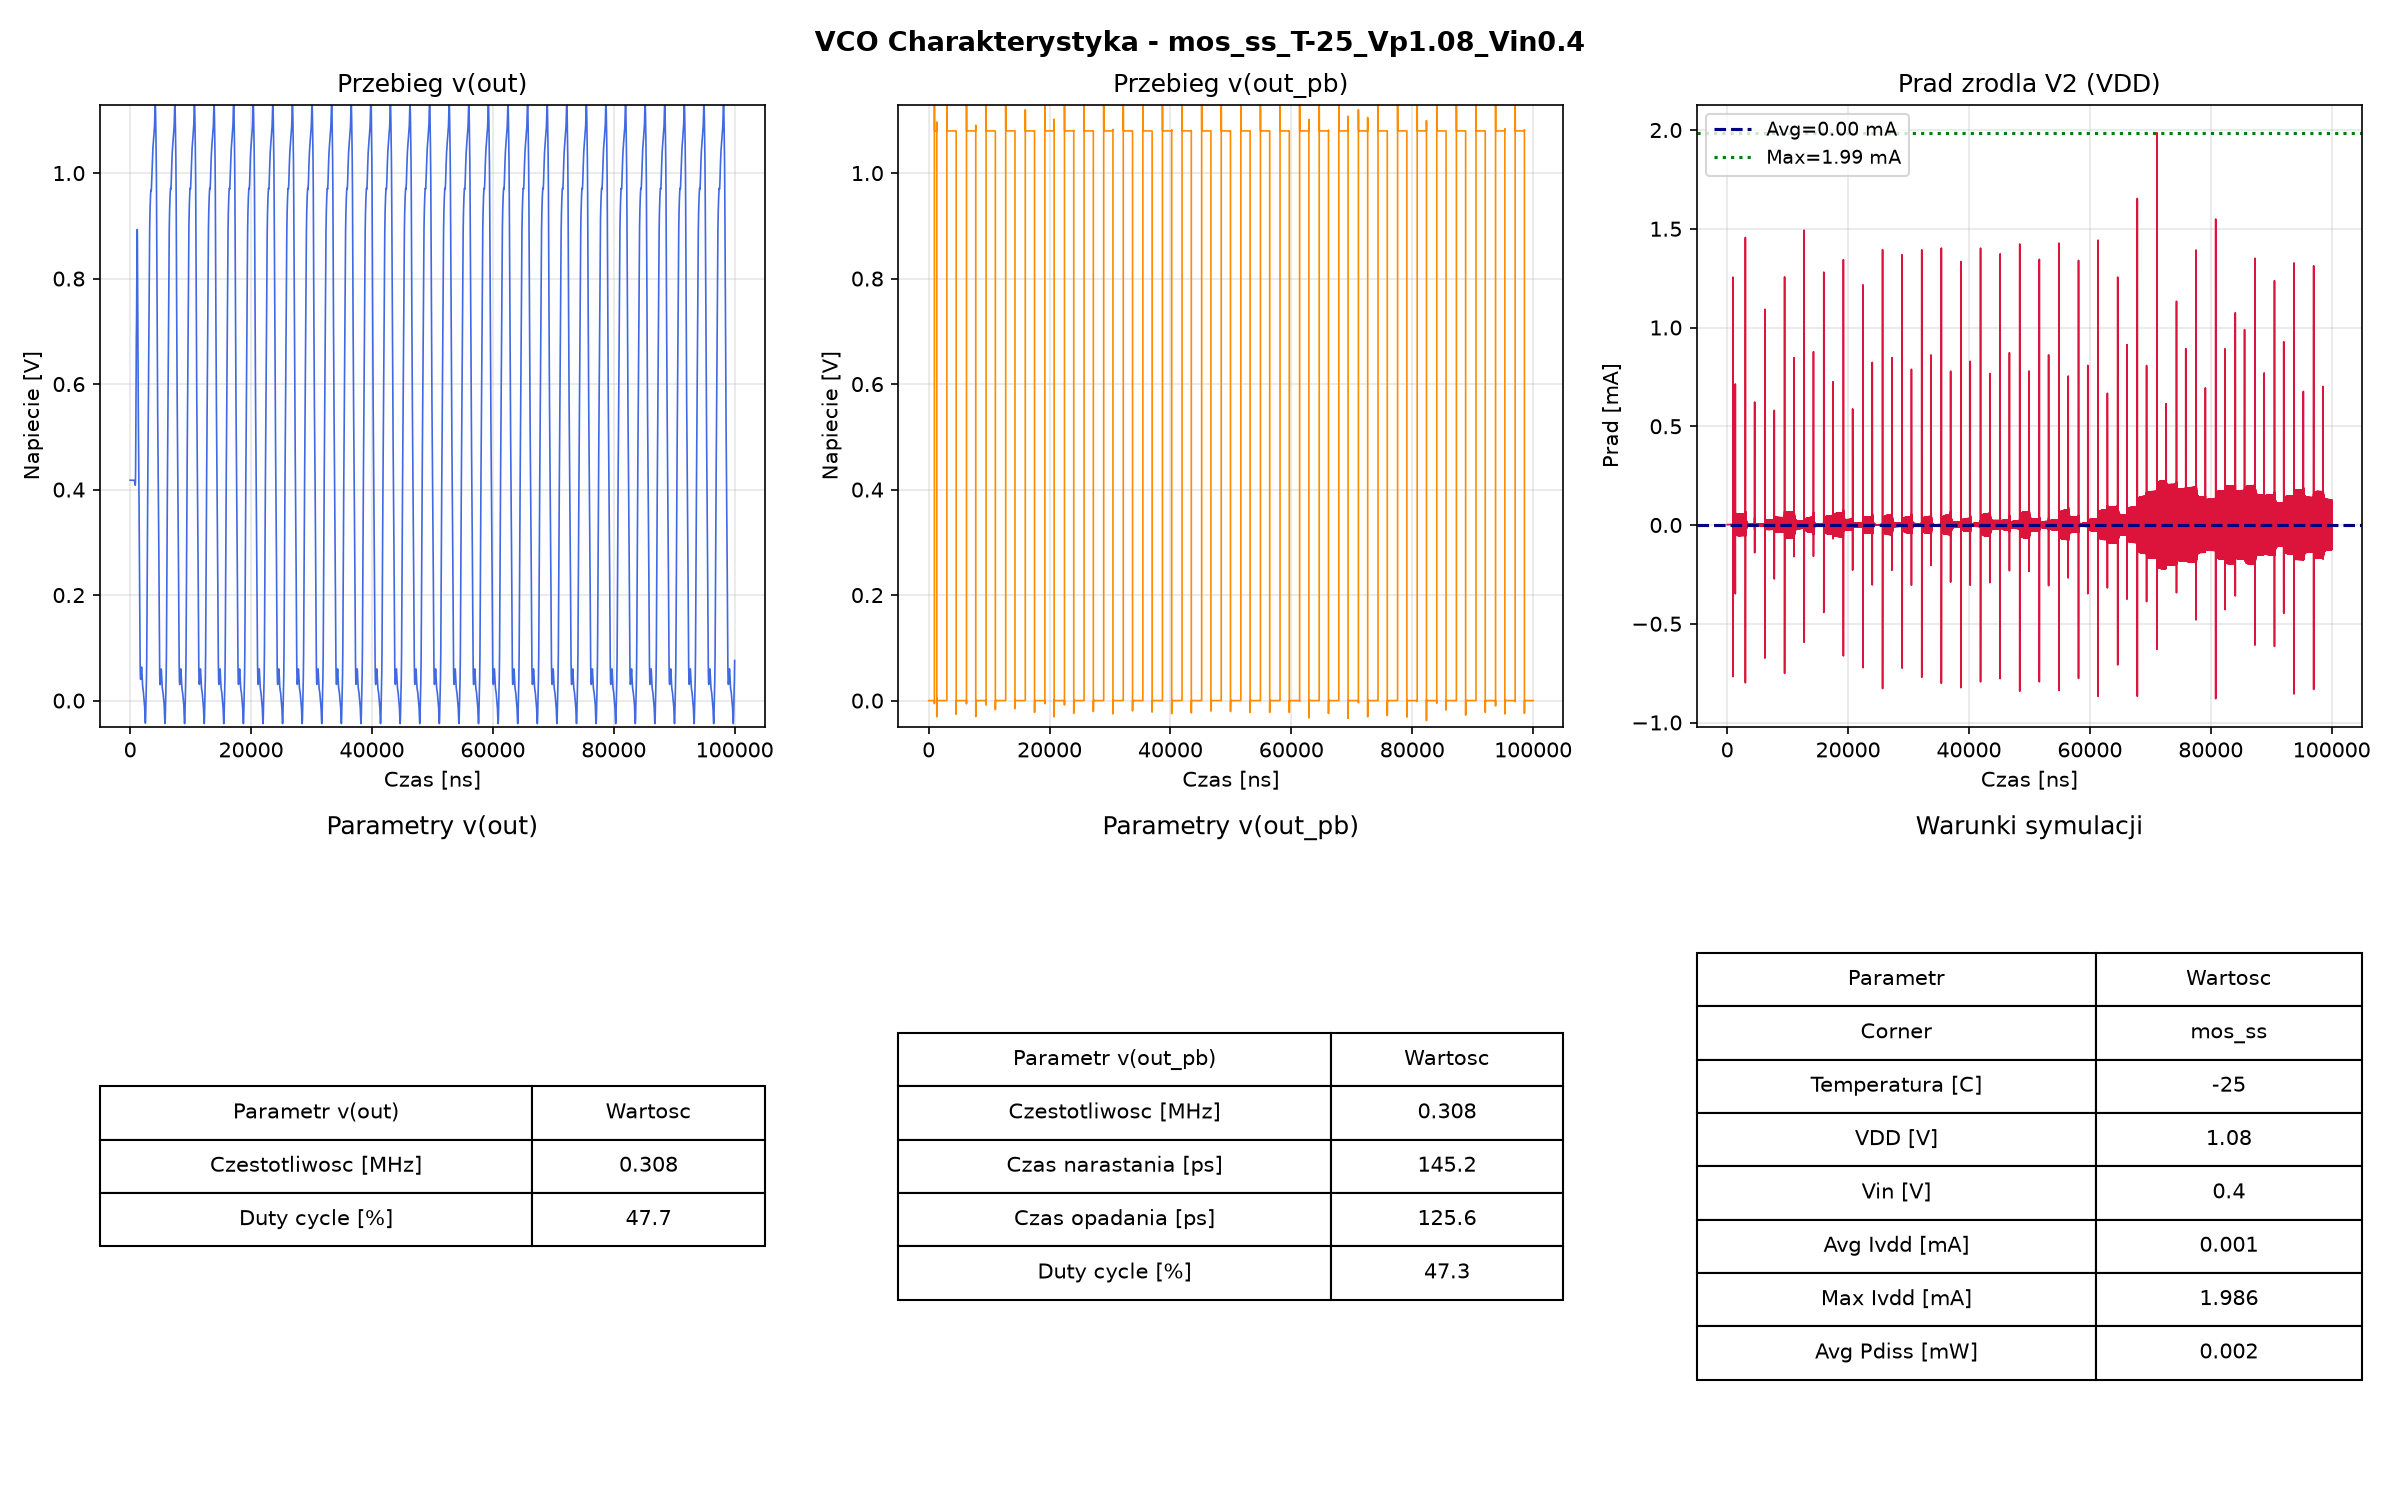 VCO Charakterystyka - mos_ss_T-25_Vp1.08_Vin0.4
Przebieg v(out)
Napiecie [V]
1.0
0.8
0.6
0.4
0.2
0.0
0 20000 40000 60000 80000 100000
Czas [ns]
Przebieg v(out_pb)
Napiecie [V]
1.0
0.8
0.6
0.4
0.2
0.0
0 20000 40000 60000 80000 100000
Czas [ns]
Prad zrodla V2 (VDD)
Avg=0.00 mA
Max=1.99 mA
Prad [mA]
2.0
1.5
1.0
0.5
0.0
−0.5
−1.0
0 20000 40000 60000 80000 100000
Czas [ns]
Parametry v(out)
Parametr v(out) Wartosc
Czestotliwosc [MHz] 0.308
Duty cycle [%] 47.7
Parametry v(out_pb)
Parametr v(out_pb) Wartosc
Czestotliwosc [MHz] 0.308
Czas narastania [ps] 145.2
Czas opadania [ps] 125.6
Duty cycle [%] 47.3
Warunki symulacji
Parametr Wartosc
Corner mos_ss
Temperatura [C] -25
VDD [V] 1.08
Vin [V] 0.4
Avg Ivdd [mA] 0.001
Max Ivdd [mA] 1.986
Avg Pdiss [mW] 0.002